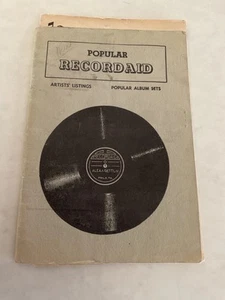 POPULAR
RECORDAID
ARTISTS' LISTINGS
POPULAR ALBUM SETS